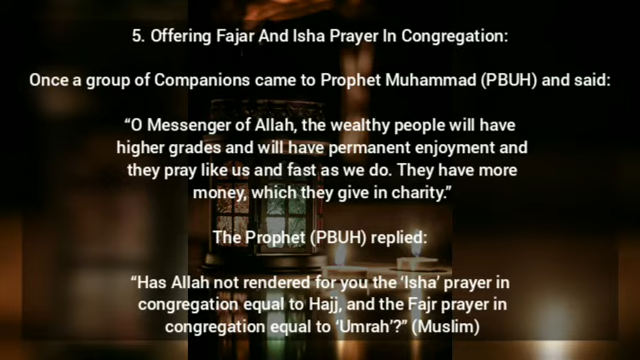 5. Offering Fajar And Isha Prayer In Congregation:
Once a group of Companions came to Prophet Muhammad (PBUH) and said:
“O Messenger of Allah, the wealthy people will have
higher grades and will have permanent enjoyment and
they pray like us and fast as we do. They have more
money, which they give in charity.”
The Prophet (PBUH) replied:
“Has Allah not rendered for you the ‘Isha’ prayer in
congregation equal to Hajj, and the Fajr prayer in
congregation equal to ‘Umrah’?” (Muslim)